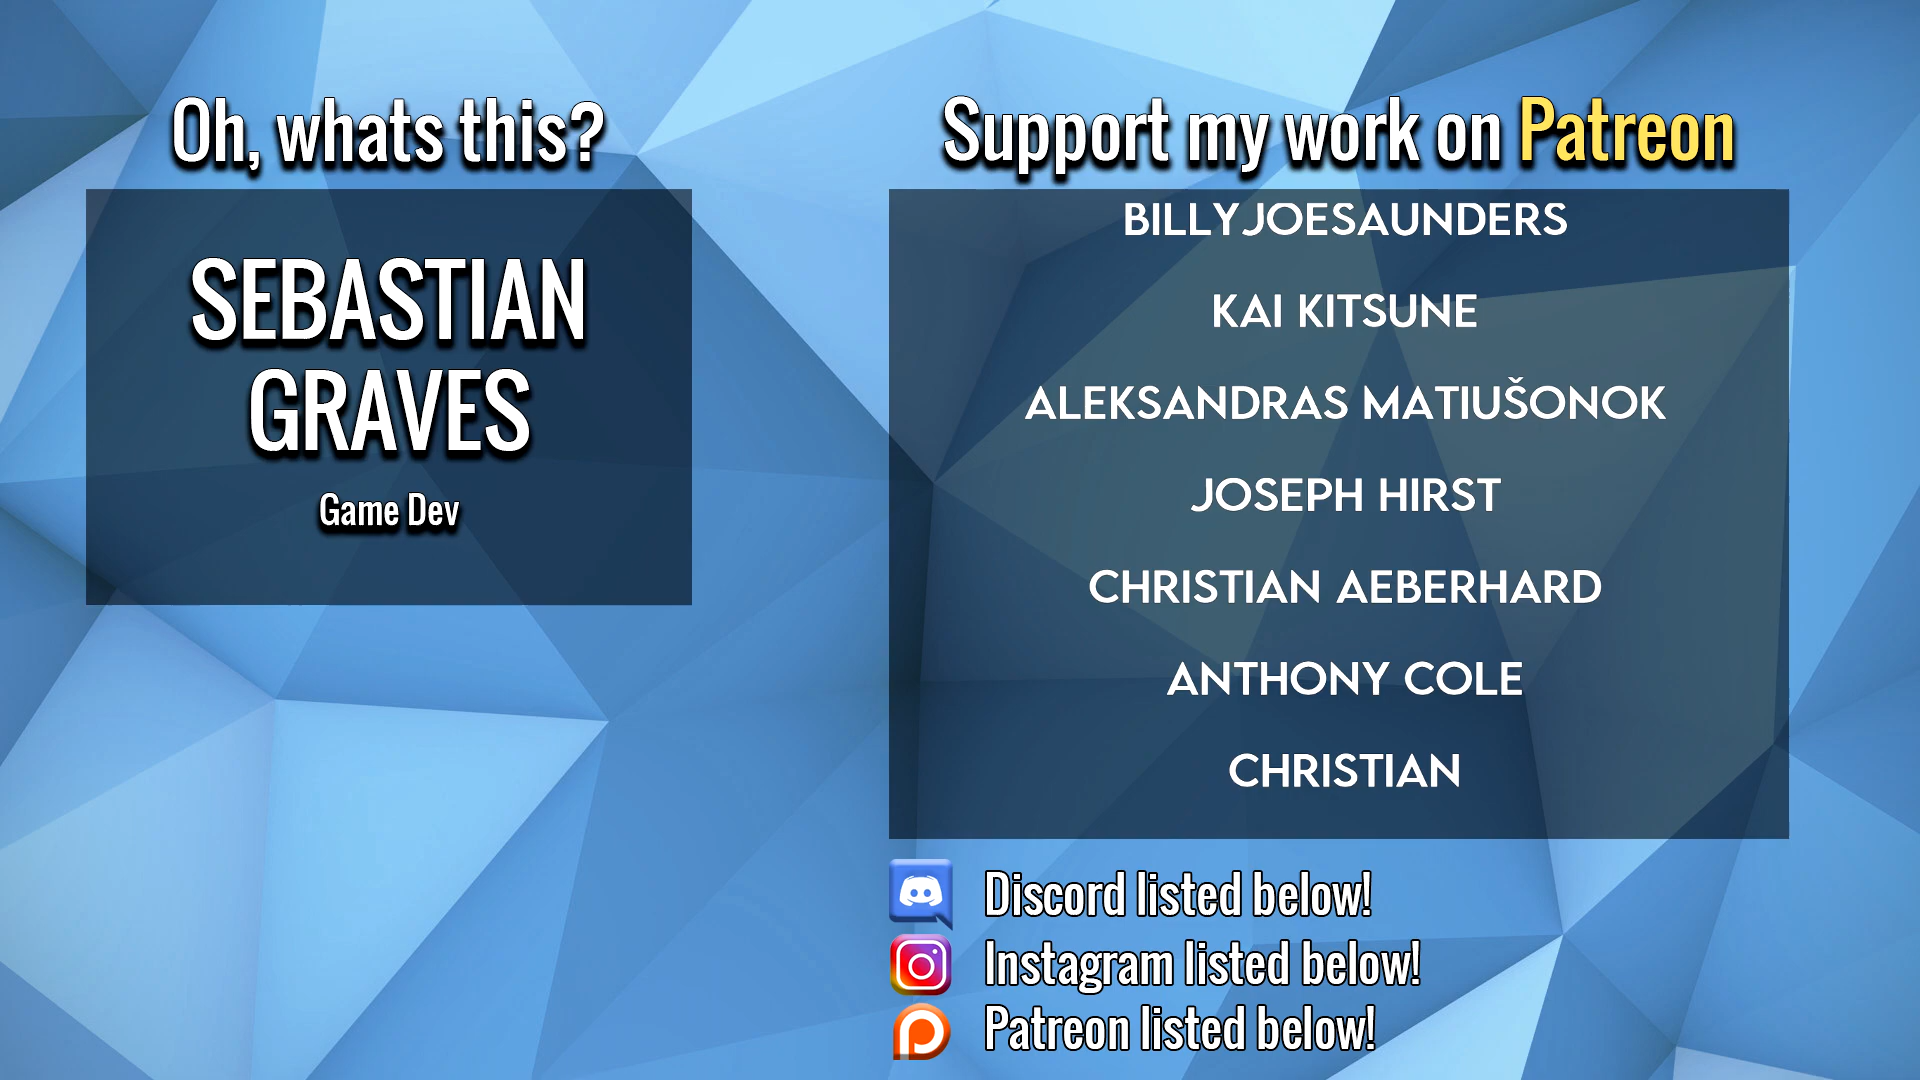 Oh, whats this?
SEBASTIAN
GRAVES
Game Dev
Support my work on Patreon
BILLYJOESAUNDERS
KAI KITSUNE
ALEKSANDRAS MATIUŠONOK
JOSEPH HIRST
CHRISTIAN AEBERHARD
ANTHONY COLE
CHRISTIAN
Discord listed below!
Instagram listed below!
Patreon listed below!